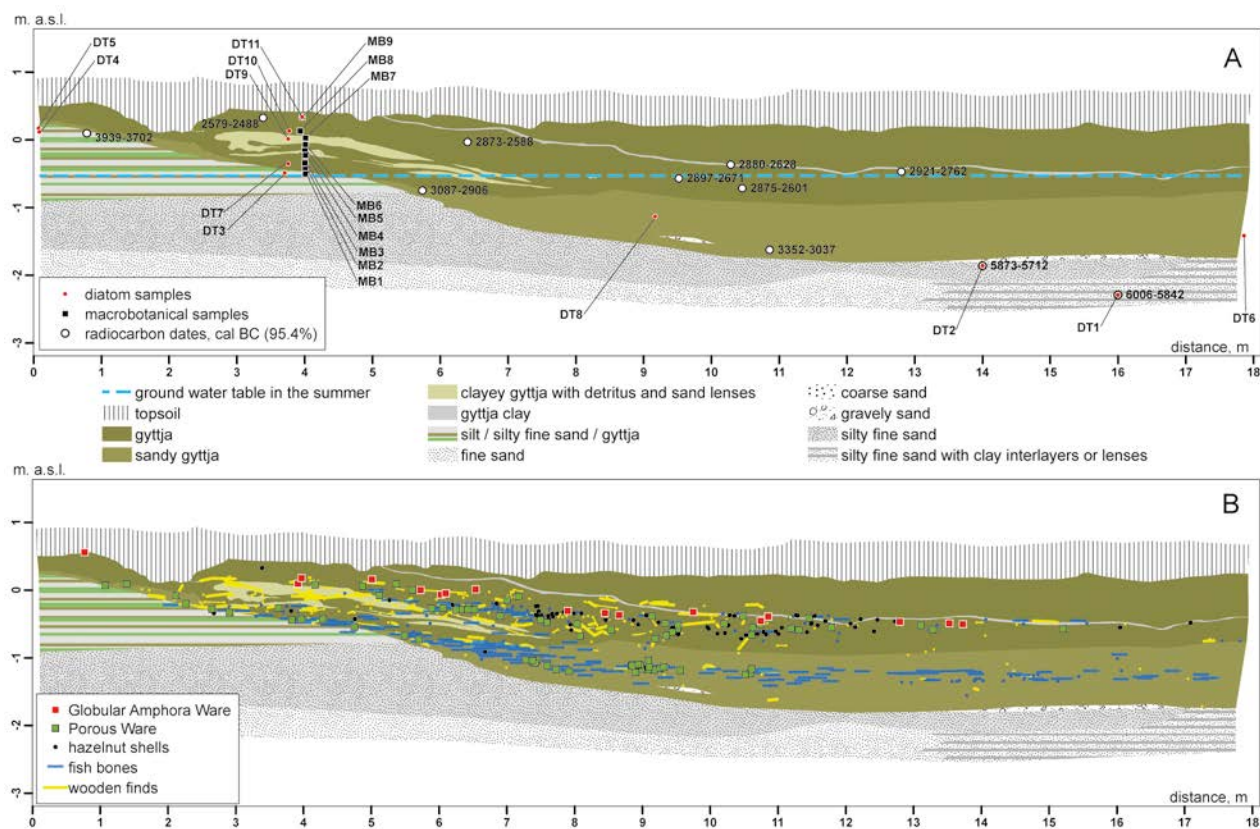 m. a.s.l.
A
DT5
DT4
DT11
DT10
DT9
MB9
MB8
MB7
1
0
-1
-2
-3
3939-3702
2579-2488
2873-2588
3087-2906
2897-2671
2880-2628
2875-2601
2921-2762
3352-3037
5873-5712
6006-5842
DT7
DT3
MB6
MB5
MB4
MB3
MB2
MB1
DT8
DT2
DT1
DT6
diatom samples
macrobotanical samples
radiocarbon dates, cal BC (95.4%)
distance, m
0 1 2 3 4 5 6 7 8 9 10 11 12 13 14 15 16 17 18
ground water table in the summer
topsoil
gyttja
sandy gyttja
clayey gyttja with detritus and sand lenses
gyttja clay
silt / silty fine sand / gyttja
fine sand
coarse sand
gravely sand
silty fine sand
silty fine sand with clay interlayers or lenses
m. a.s.l.
B
1
0
-1
-2
-3
Globular Amphora Ware
Porous Ware
hazelnut shells
fish bones
wooden finds
distance, m
0 1 2 3 4 5 6 7 8 9 10 11 12 13 14 15 16 17 18